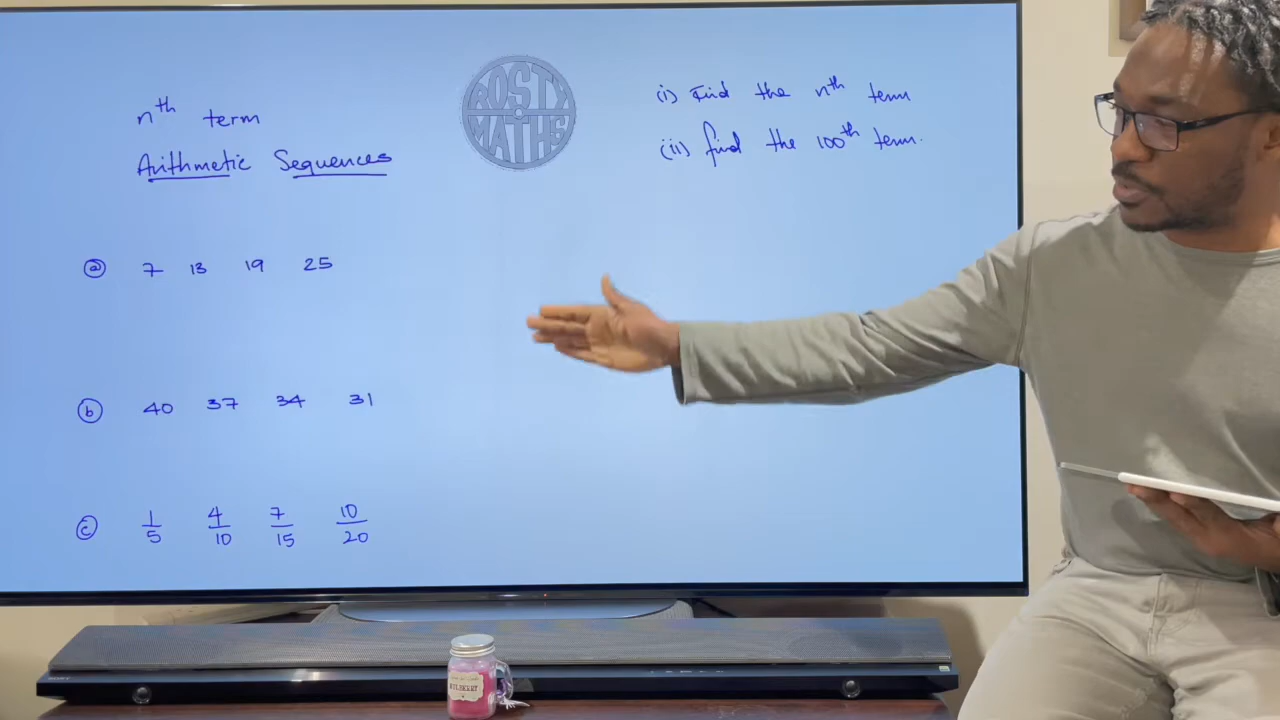 nth term
Arithmetic Sequences
ROSTY
MATHS
(i) Find the nth term
(ii) find the 100th term.
(a) 7 13 19 25
(b) 40 37 34 31
(c) 1/5 4/10 7/15 10/20
SONY